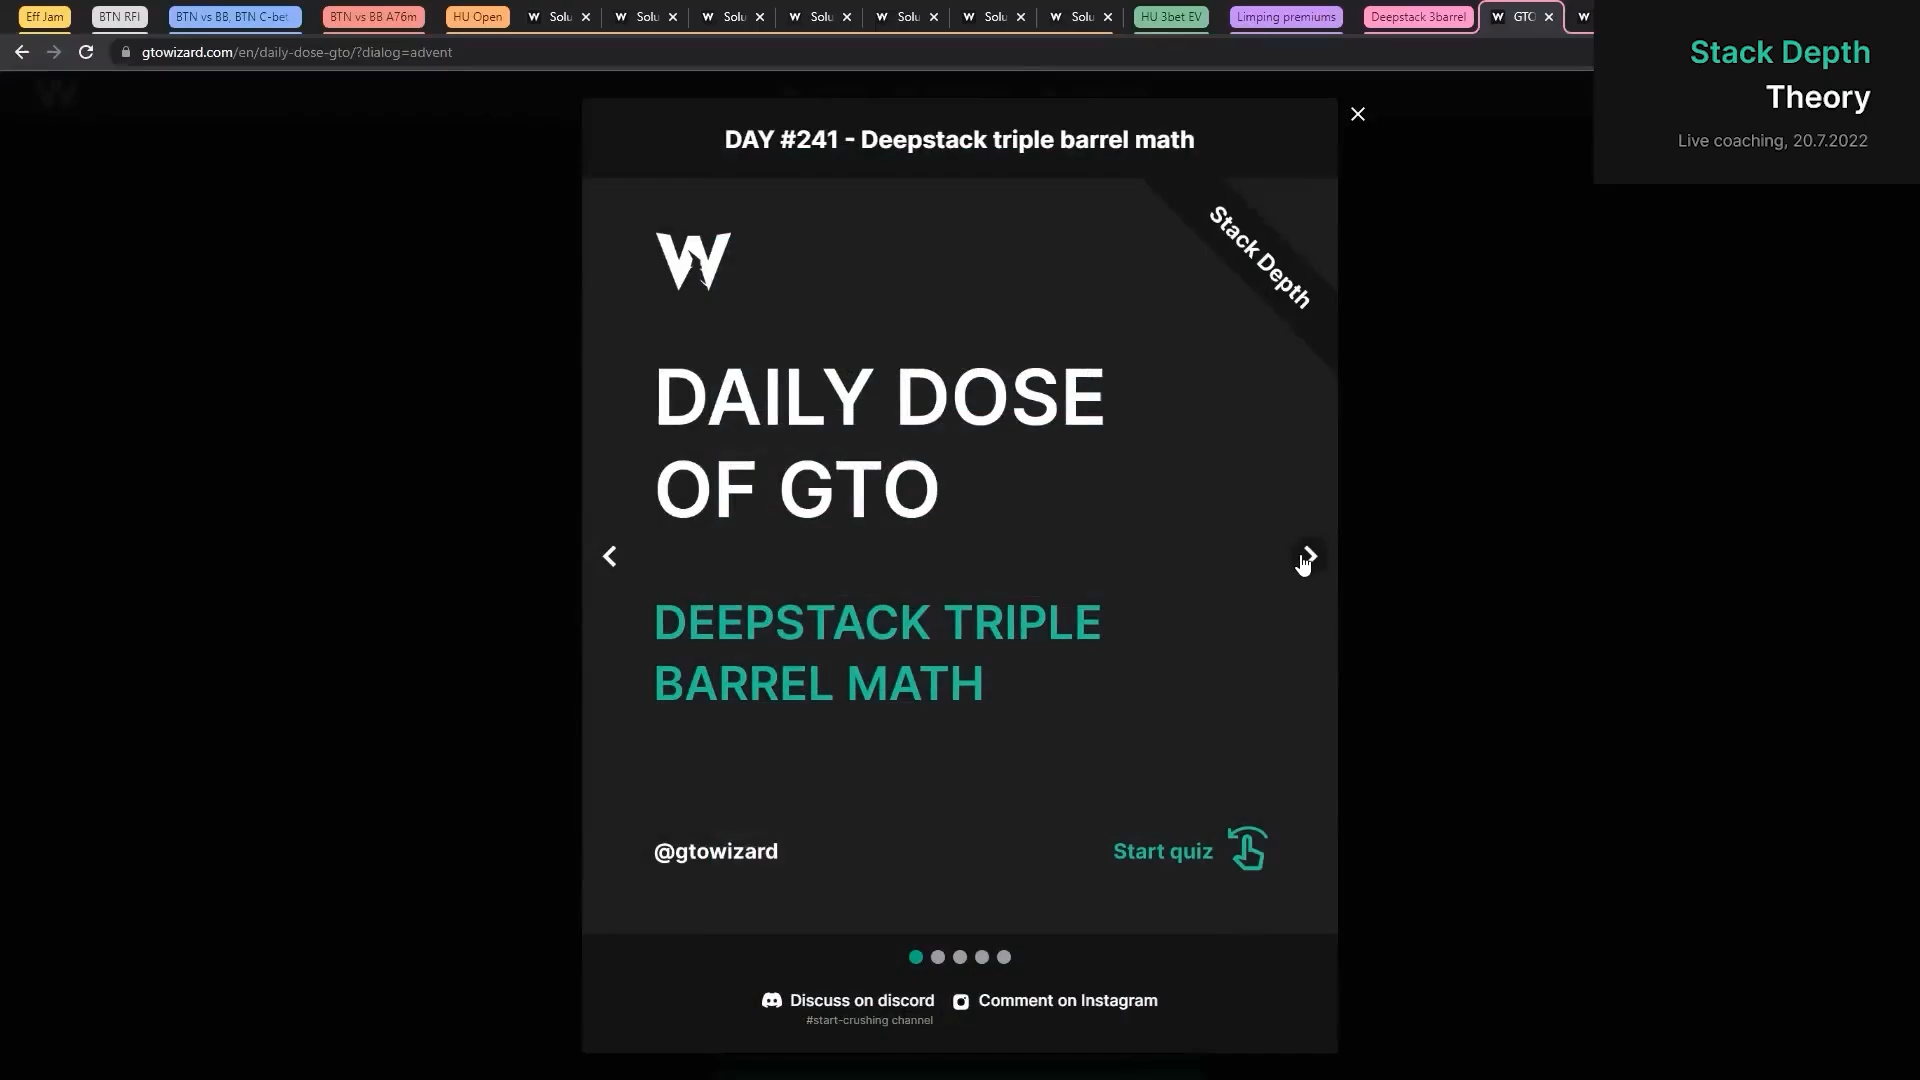 Eff Jam
BTN RFI
BTN vs BB, BTN C-bet
BTN vs BB A76m
HU Open
Solu
Solu
Solu
Solu
Solu
Solu
Solu
HU 3bet EV
Limping premiums
Deepstack 3barrel
GTO
gtowizard.com/en/daily-dose-gto/?dialog=advent
Stack Depth
Theory
Live coaching, 20.7.2022
DAY #241 - Deepstack triple barrel math
Stack Depth
W
DAILY DOSE
OF GTO
DEEPSTACK TRIPLE
BARREL MATH
@gtowizard
Start quiz
Discuss on discord
Comment on Instagram
#start-crushing channel